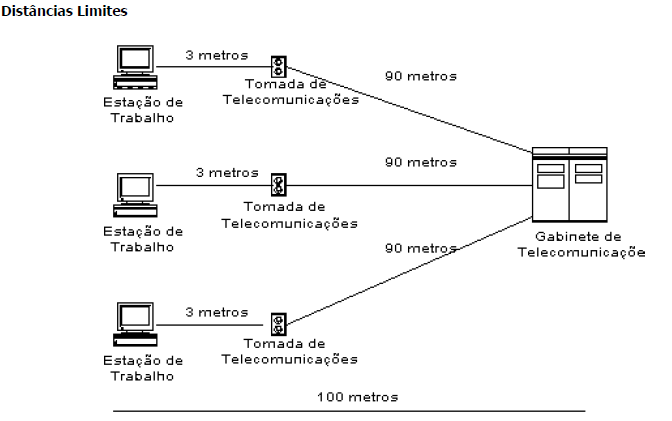 Distâncias Limites
3 metros
90 metros
Tomada de
Telecomunicações
Estação de
Trabalho
90 metros
3 metros
Tomada de
Telecomunicações
Estação de
Trabalho
Gabinete de
Telecomunicaçõe
90 metros
3 metros
Tomada de
Telecomunicações
Estação de
Trabalho
100 metros